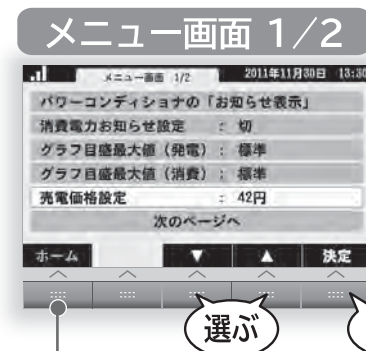 メニュー画面 1/2
メニュー画面 1/2 2011年11月30日 13:30
パワーコンディショナの「お知らせ表示」
消費電力お知らせ設定 : 切
グラフ目盛最大値（発電） : 標準
グラフ目盛最大値（消費） : 標準
売電価格設定 : 42円
次のページへ
ホーム ▼ ▲ 決定
選ぶ